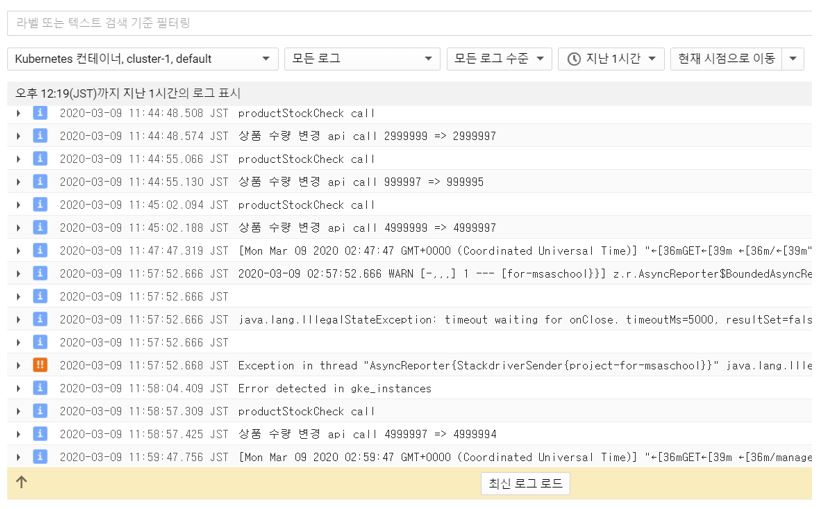 라벨 또는 텍스트 검색 기준 필터링
Kubernetes 컨테이너, cluster-1, default 모든 로그 모든 로그 수준 지난 1시간 현재 시점으로 이동
오후 12:19(JST)까지 지난 1시간의 로그 표시
2020-03-09 11:44:48.508 JST productStockCheck call
2020-03-09 11:44:48.574 JST 상품 수량 변경 api call 2999999 => 2999997
2020-03-09 11:44:55.066 JST productStockCheck call
2020-03-09 11:44:55.130 JST 상품 수량 변경 api call 999997 => 999995
2020-03-09 11:45:02.094 JST productStockCheck call
2020-03-09 11:45:02.188 JST 상품 수량 변경 api call 4999999 => 4999997
2020-03-09 11:47:47.319 JST [Mon Mar 09 2020 02:47:47 GMT+0000 (Coordinated Universal Time)] "←[36mGET←[39m ←[36m/←[39m"
2020-03-09 11:57:52.666 JST 2020-03-09 02:57:52.666 WARN [-,,,] 1 --- [for-msaschool}}] z.r.AsyncReporter$BoundedAsyncRe
2020-03-09 11:57:52.666 JST
2020-03-09 11:57:52.666 JST java.lang.IllegalStateException: timeout waiting for onClose. timeoutMs=5000, resultSet=fals
2020-03-09 11:57:52.666 JST
2020-03-09 11:57:52.668 JST Exception in thread "AsyncReporter{StackdriverSender{project-for-msaschool}}" java.lang.Ille
2020-03-09 11:58:04.409 JST Error detected in gke_instances
2020-03-09 11:58:57.309 JST productStockCheck call
2020-03-09 11:58:57.425 JST 상품 수량 변경 api call 4999997 => 4999994
2020-03-09 11:59:47.756 JST [Mon Mar 09 2020 02:59:47 GMT+0000 (Coordinated Universal Time)] "←[36mGET←[39m ←[36m/manage
최신 로그 로드